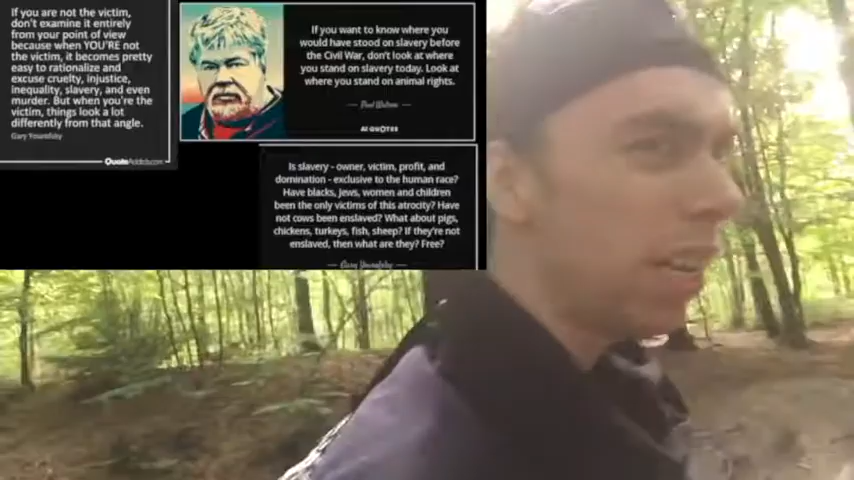 If you are not the victim,
don't examine it entirely
from your point of view
because when YOU'RE not
the victim, it becomes pretty
easy to rationalize and
excuse cruelty, injustice,
inequality, slavery, and even
murder. But when you're the
victim, things look a lot
differently from that angle.
Gary Yourofsky
QuoteAddicts.com
If you want to know where you
would have stood on slavery before
the Civil War, don't look at where
you stand on slavery today. Look at
where you stand on animal rights.
— Paul Watson —
AZ QUOTES
Is slavery - owner, victim, profit, and
domination - exclusive to the human race?
Have blacks, Jews, women and children
been the only victims of this atrocity? Have
not cows been enslaved? What about pigs,
chickens, turkeys, fish, sheep? If they're not
enslaved, then what are they? Free?
— Gary Yourofsky —